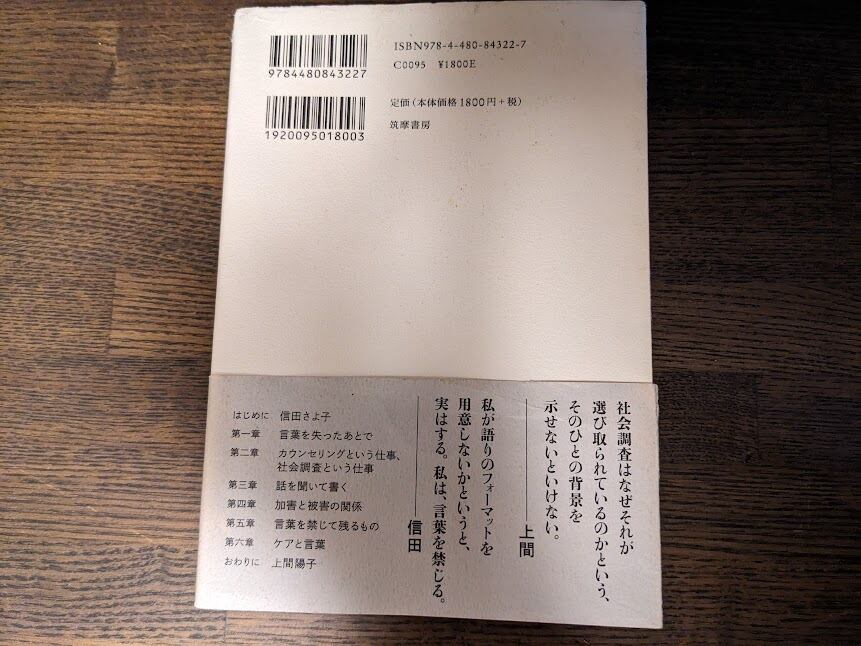 9784480843227
1920095018003
ISBN978-4-480-84322-7
C0095 ¥1800E
定価(本体価格1800円+税)
筑摩書房
社会調査はなぜそれが
選び取られているのかという、
そのひとの背景を
示せないといけない。
——上間
私が語りのフォーマットを
用意しないかというと、
実はする。私は、言葉を禁じる。
——信田
はじめに 信田さよ子
第一章 言葉を失ったあとで
第二章 カウンセリングという仕事、
社会調査という仕事
第三章 話を聞いて書く
第四章 加害と被害の関係
第五章 言葉を禁じて残るもの
第六章 ケアと言葉
おわりに 上間陽子